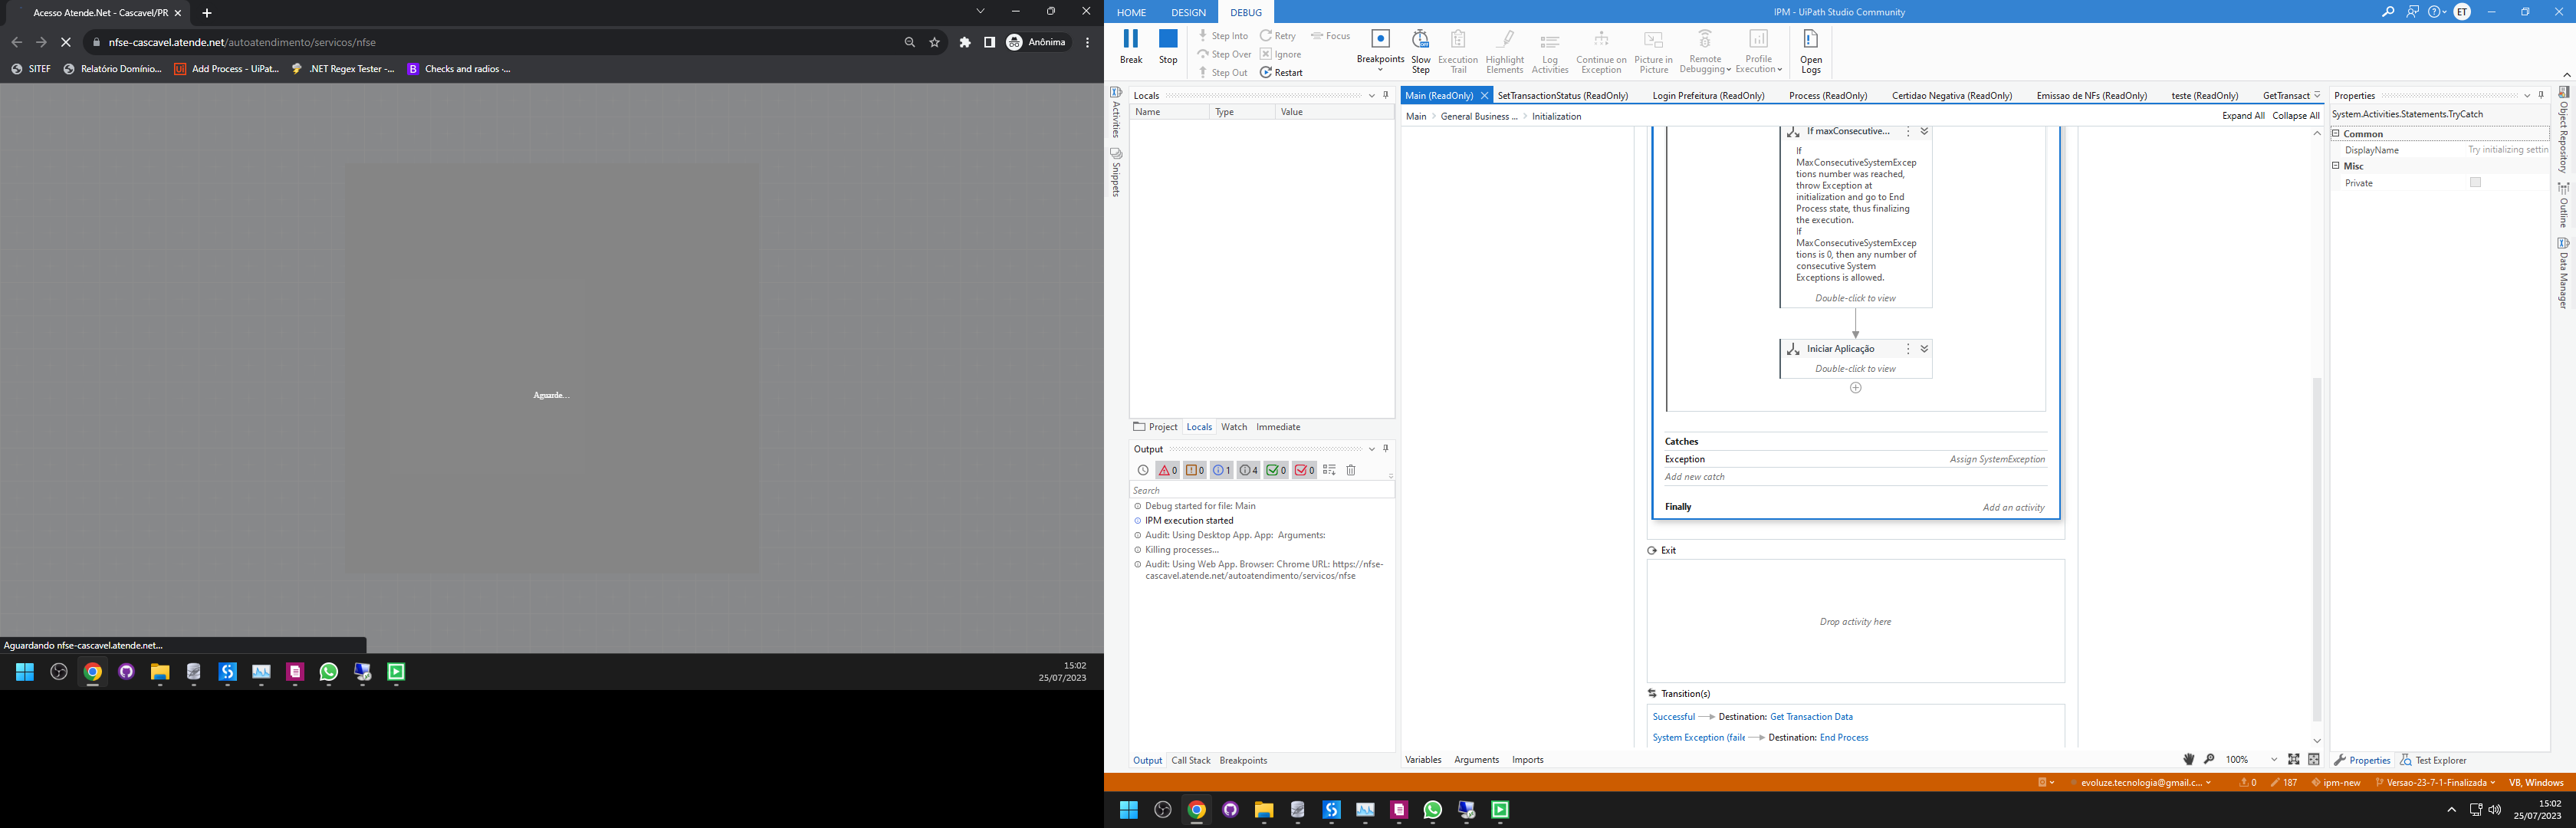 Acesso Atende.Net - Cascavel/PR
nfse-cascavel.atende.net/autoatendimento/servicos/nfse
Anônima
SITEF
Relatório Domínio...
Add Process - UiPat...
.NET Regex Tester -...
Checks and radios ·...
Aguarde...
Aguardando nfse-cascavel.atende.net...
15:02
25/07/2023
HOME DESIGN DEBUG
IPM - UiPath Studio Community
ET
Break
Stop
Step Into
Step Over
Step Out
Retry
Ignore
Restart
Focus
Breakpoints
Slow Step
Execution Trail
Highlight Elements
Log Activities
Continue on Exception
Picture in Picture
Remote Debugging
Profile Execution
Open Logs
Activities
Snippets
Locals
Name Type Value
Project Locals Watch Immediate
Output
0 0 1 4 0 0
Search
Debug started for file: Main
IPM execution started
Audit: Using Desktop App. App: Arguments:
Killing processes...
Audit: Using Web App. Browser: Chrome URL: https://nfse-
cascavel.atende.net/autoatendimento/servicos/nfse
Output Call Stack Breakpoints
Main (ReadOnly) SetTransactionStatus (ReadOnly) Login Prefeitura (ReadOnly) Process (ReadOnly) Certidao Negativa (ReadOnly) Emissao de NFs (ReadOnly) teste (ReadOnly) GetTransact
Main > General Business ... > Initialization
Expand All Collapse All
If maxConsecutive...
If
MaxConsecutiveSystemExcep
tions number was reached,
throw Exception at
initialization and go to End
Process state, thus finalizing
the execution.
If
MaxConsecutiveSystemExcep
tions is 0, then any number of
consecutive System
Exceptions is allowed.
Double-click to view
Iniciar Aplicação
Double-click to view
Catches
Exception Assign SystemException
Add new catch
Finally Add an activity
Exit
Drop activity here
Transition(s)
Successful Destination: Get Transaction Data
System Exception (faile Destination: End Process
Variables Arguments Imports
100%
Properties
System.Activities.Statements.TryCatch
Common
DisplayName Try initializing settin
Misc
Private
Properties Test Explorer
Object Repository
Outline
Data Manager
evoluze.tecnologia@gmail.c... 0 187 ipm-new Versao-23-7-1-Finalizada VB, Windows
15:02
25/07/2023